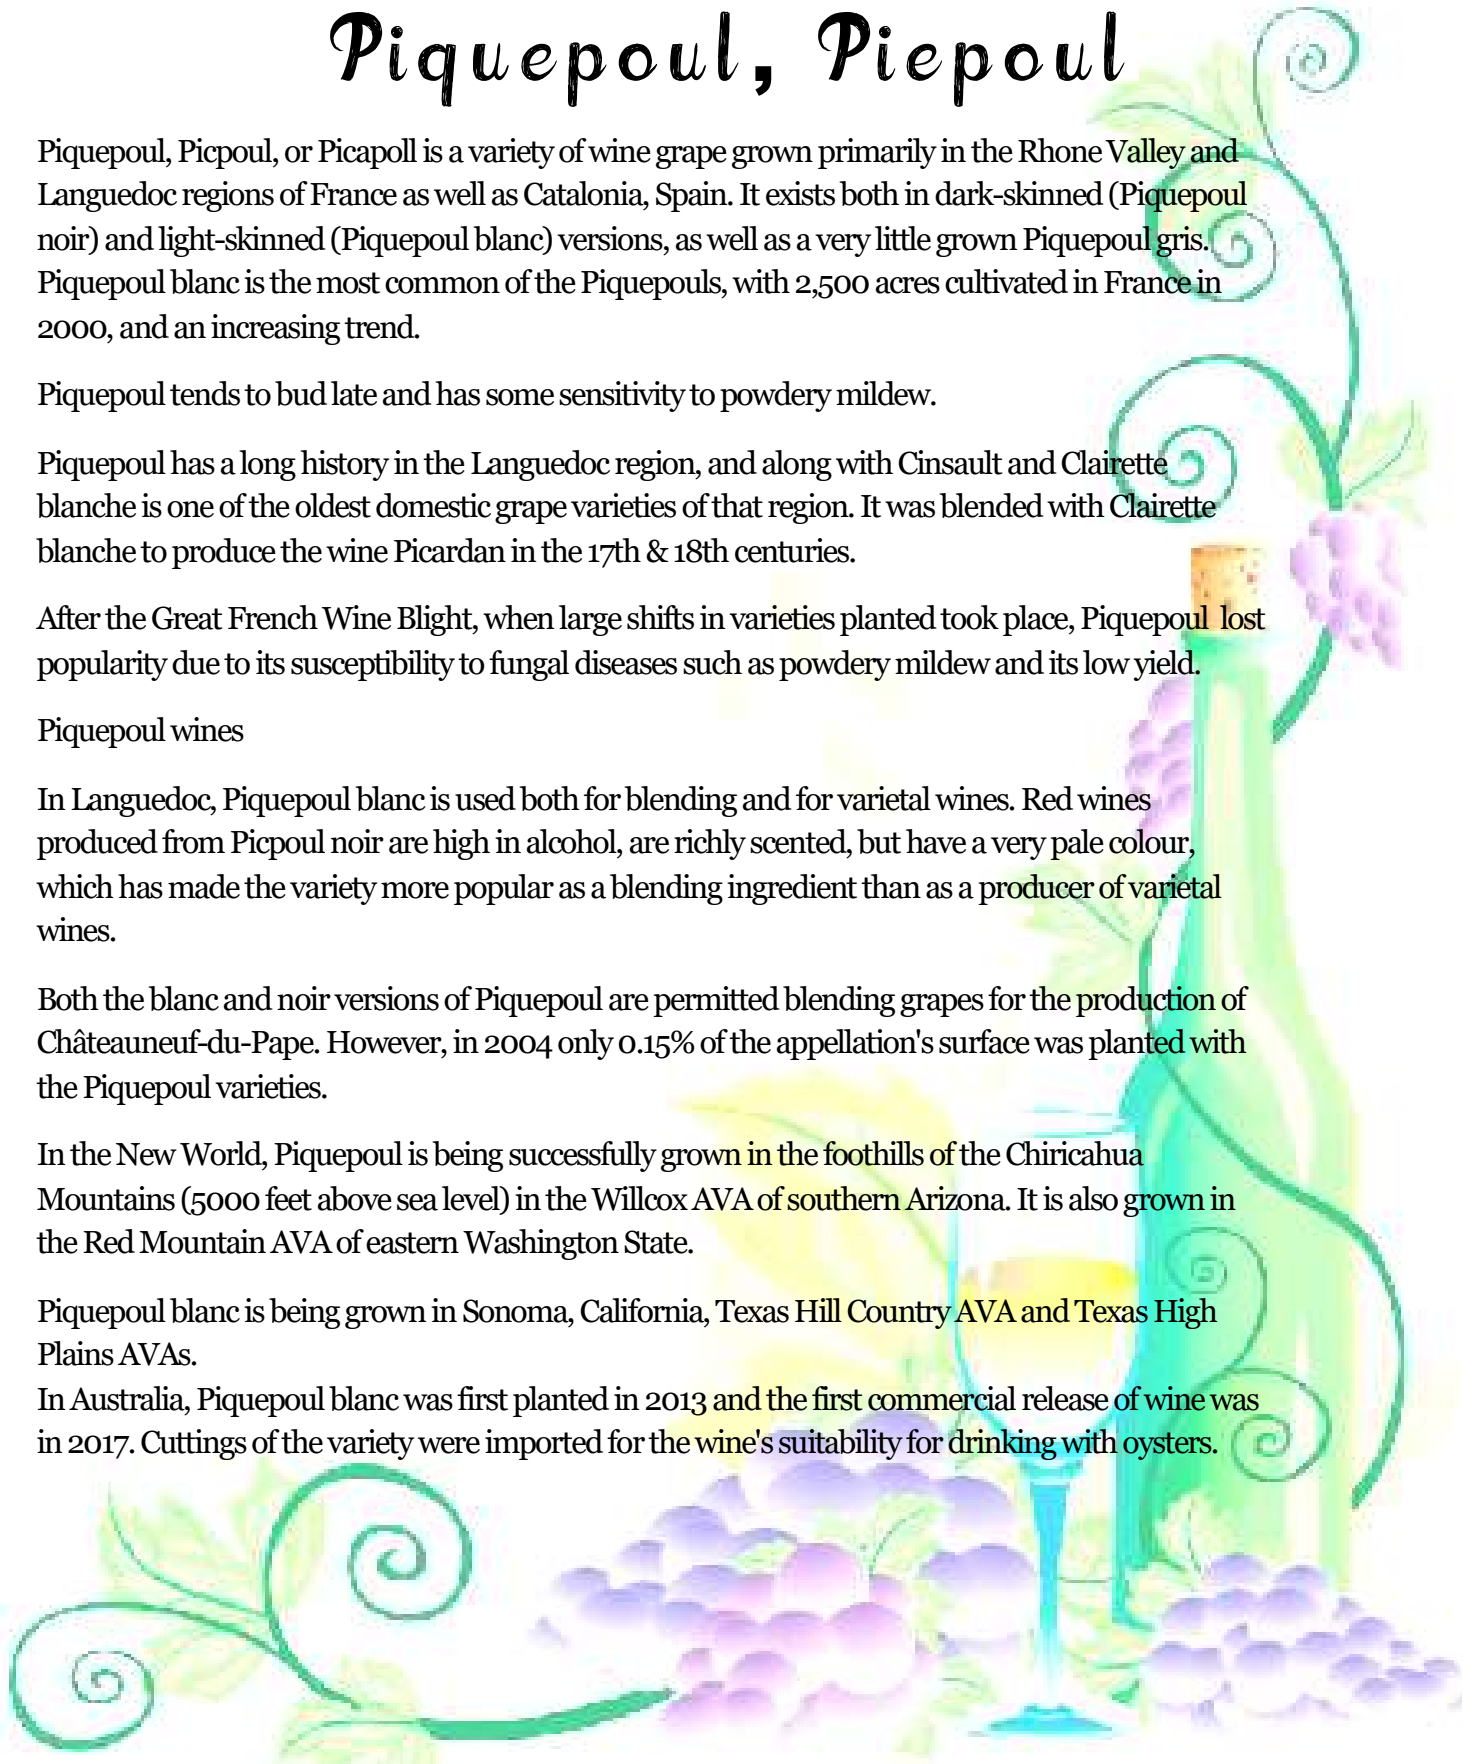 Piquepoul, Piepoul
Piquepoul, Picpoul, or Picapoll is a variety of wine grape grown primarily in the Rhone Valley and
Languedoc regions of France as well as Catalonia, Spain. It exists both in dark-skinned (Piquepoul
noir) and light-skinned (Piquepoul blanc) versions, as well as a very little grown Piquepoul gris.
Piquepoul blanc is the most common of the Piquepouls, with 2,500 acres cultivated in France in
2000, and an increasing trend.
Piquepoul tends to bud late and has some sensitivity to powdery mildew.
Piquepoul has a long history in the Languedoc region, and along with Cinsault and Clairette
blanche is one of the oldest domestic grape varieties of that region. It was blended with Clairette
blanche to produce the wine Picardan in the 17th & 18th centuries.
After the Great French Wine Blight, when large shifts in varieties planted took place, Piquepoul lost
popularity due to its susceptibility to fungal diseases such as powdery mildew and its low yield.
Piquepoul wines
In Languedoc, Piquepoul blanc is used both for blending and for varietal wines. Red wines
produced from Picpoul noir are high in alcohol, are richly scented, but have a very pale colour,
which has made the variety more popular as a blending ingredient than as a producer of varietal
wines.
Both the blanc and noir versions of Piquepoul are permitted blending grapes for the production of
Châteauneuf-du-Pape. However, in 2004 only 0.15% of the appellation's surface was planted with
the Piquepoul varieties.
In the New World, Piquepoul is being successfully grown in the foothills of the Chiricahua
Mountains (5000 feet above sea level) in the Willcox AVA of southern Arizona. It is also grown in
the Red Mountain AVA of eastern Washington State.
Piquepoul blanc is being grown in Sonoma, California, Texas Hill Country AVA and Texas High
Plains AVAs.
In Australia, Piquepoul blanc was first planted in 2013 and the first commercial release of wine was
in 2017. Cuttings of the variety were imported for the wine's suitability for drinking with oysters.